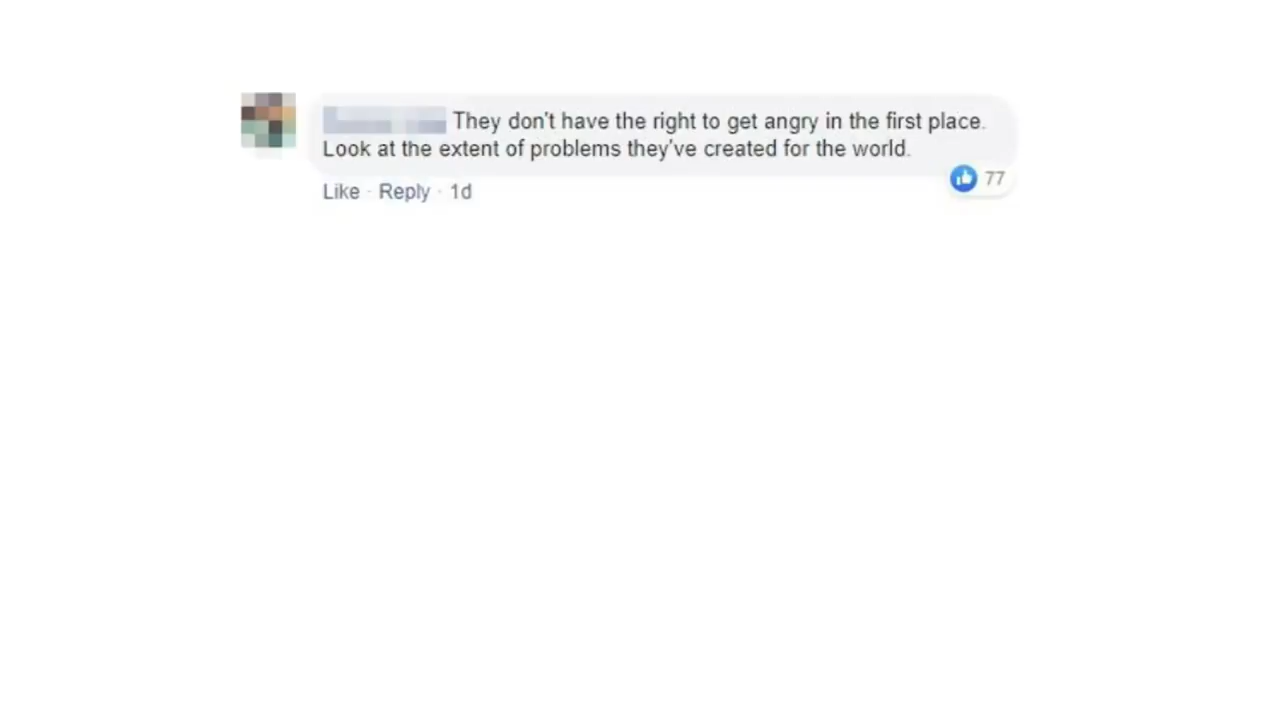 They don't have the right to get angry in the first place.
Look at the extent of problems they've created for the world.
Like · Reply · 1d
77